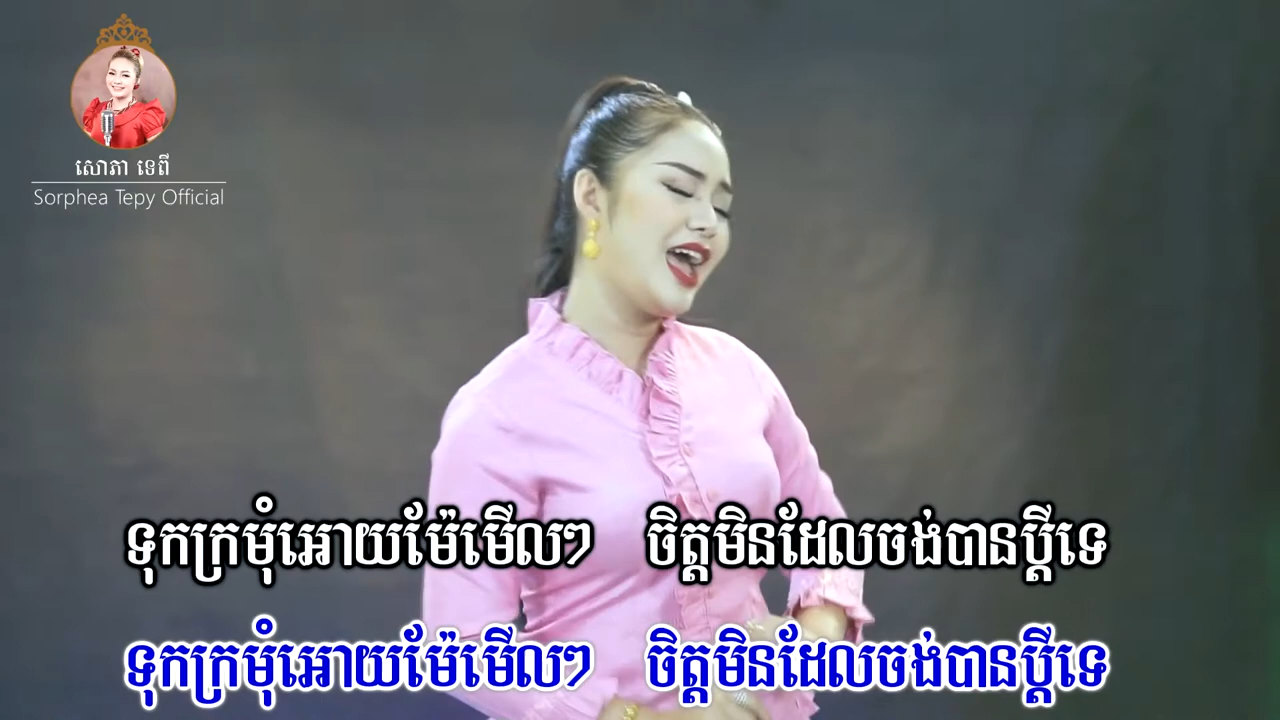 សោភា ទេពី
Sorphea Tepy Official
ទុកក្រមុំអោយម៉ែមើលៗ ចិត្តមិនដែលចង់បានប្តីទេ
ទុកក្រមុំអោយម៉ែមើលៗ ចិត្តមិនដែលចង់បានប្តីទេ